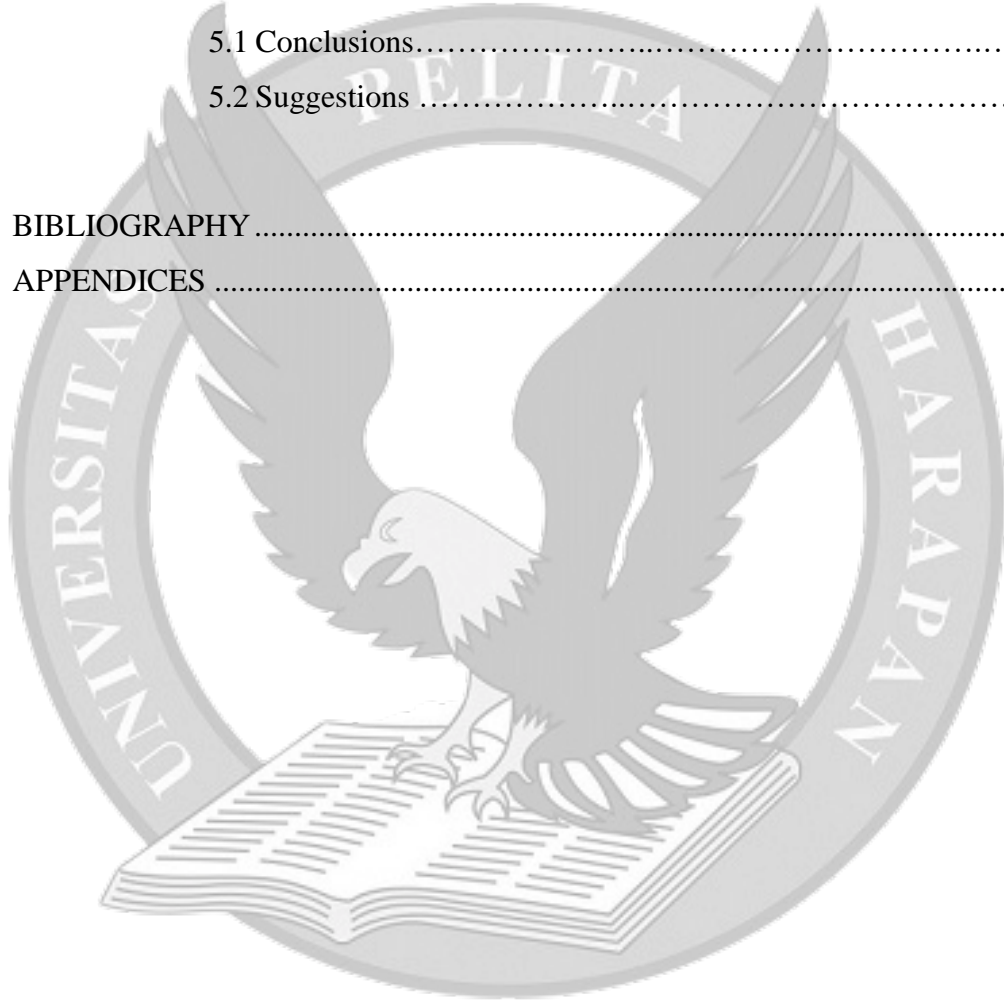 5.1 Conclusions…………………..…………………………….…
5.2 Suggestions ………………..………………………………
BIBLIOGRAPHY....................................................................................................
APPENDICES .........................................................................................................
UNIVERSITAS PELITA HARAPAN